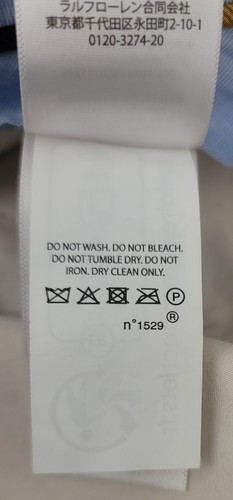 ラルフローレン合同会社
東京都千代田区永田町2-10-1
0120-3274-20
DO NOT WASH. DO NOT BLEACH.
DO NOT TUMBLE DRY. DO NOT
IRON. DRY CLEAN ONLY.
P
n°1529®